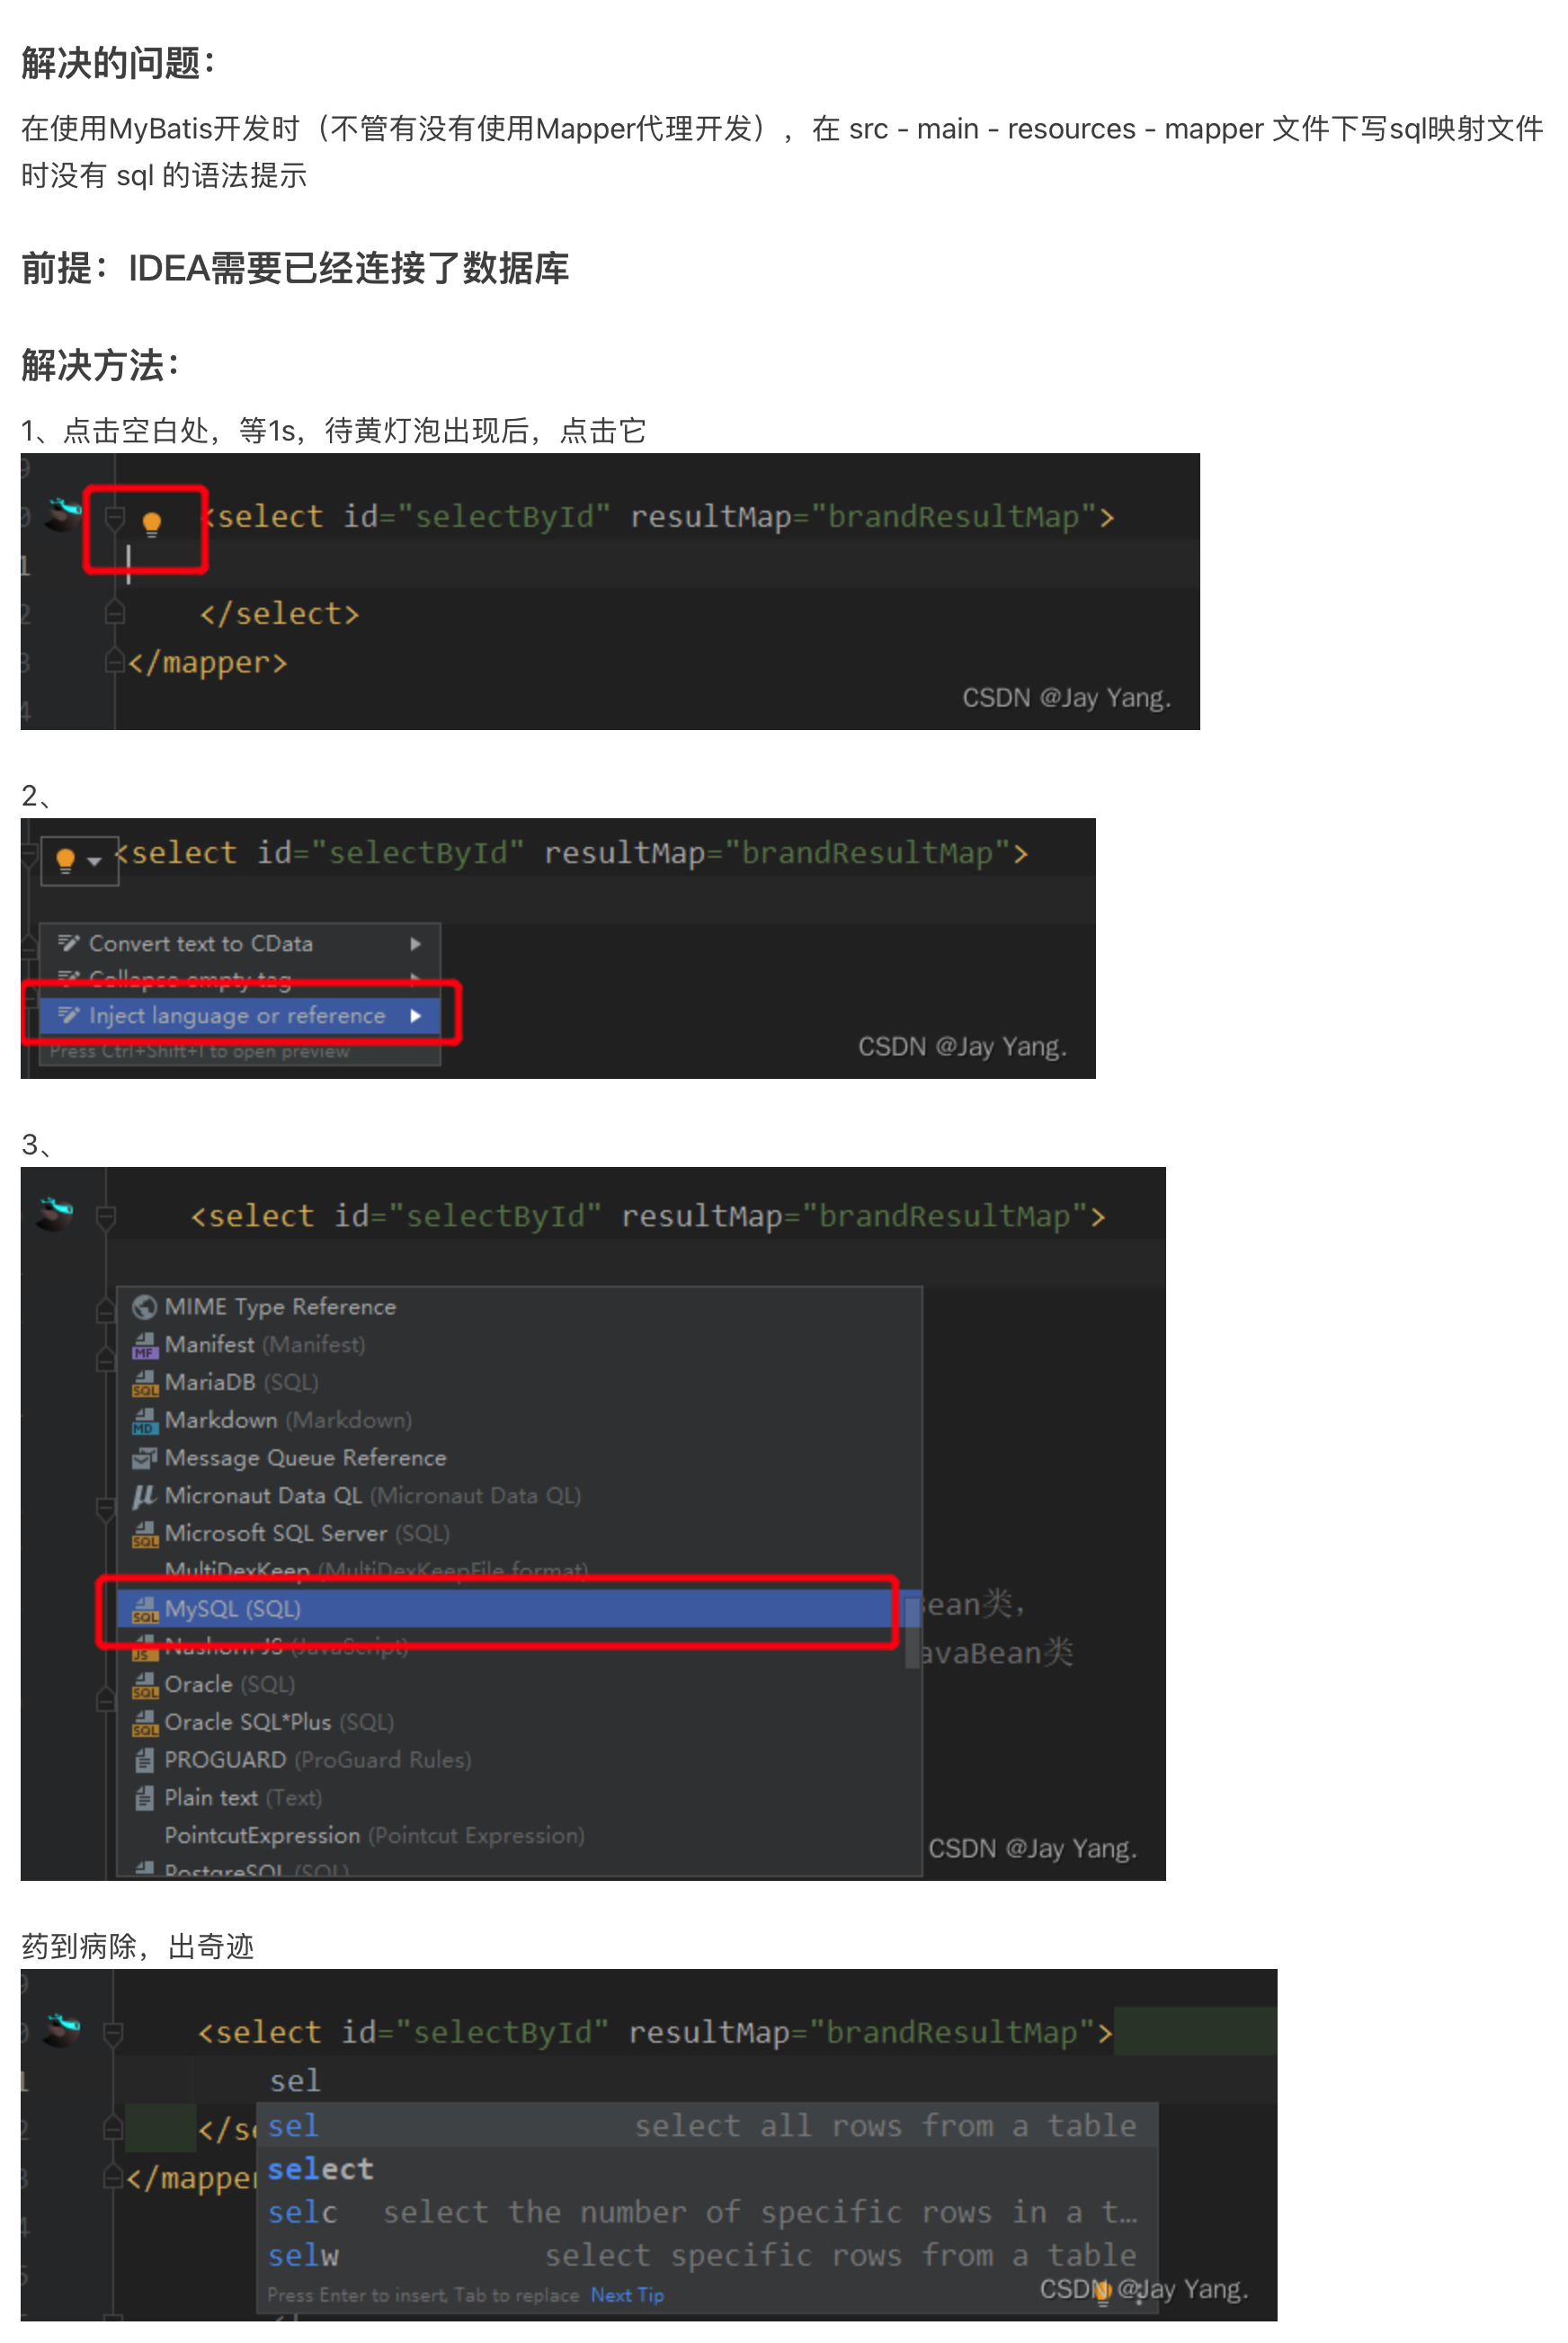 解决的问题：
在使用MyBatis开发时（不管有没有使用Mapper代理开发），在 src - main - resources - mapper 文件下写sql映射文件
时没有 sql 的语法提示
前提：IDEA需要已经连接了数据库
解决方法：
1、点击空白处，等1s，待黄灯泡出现后，点击它
<select id="selectById" resultMap="brandResultMap">
</select>
</mapper>
CSDN @Jay Yang.
2、
<select id="selectById" resultMap="brandResultMap">
Convert text to CData
Collapse empty tag
Inject language or reference
Press Ctrl+Shift+I to open preview
CSDN @Jay Yang.
3、
<select id="selectById" resultMap="brandResultMap">
MIME Type Reference
Manifest (Manifest)
MariaDB (SQL)
Markdown (Markdown)
Message Queue Reference
Micronaut Data QL (Micronaut Data QL)
Microsoft SQL Server (SQL)
MultiDexKeep (MultiDexKeepFile format)
MySQL (SQL)
ean类，
Nashorn JS (JavaScript)
avaBean类
Oracle (SQL)
Oracle SQL*Plus (SQL)
PROGUARD (ProGuard Rules)
Plain text (Text)
PointcutExpression (Pointcut Expression)
PostgreSQL (SQL)
CSDN @Jay Yang.
药到病除，出奇迹
<select id="selectById" resultMap="brandResultMap">
sel
</se
sel select all rows from a table
select
</mapper
selc select the number of specific rows in a t…
selw select specific rows from a table
Press Enter to insert, Tab to replace Next Tip
CSDN @Jay Yang.